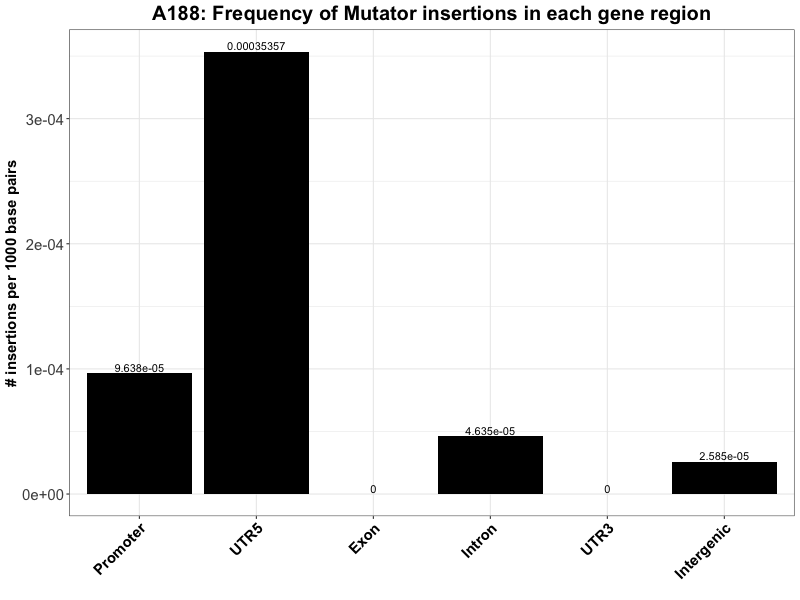 A188: Frequency of Mutator insertions in each gene region
# insertions per 1000 base pairs
3e-04
2e-04
1e-04
0e+00
9.638e-05
0.00035357
0
4.635e-05
0
2.585e-05
Promoter
UTR5
Exon
Intron
UTR3
Intergenic